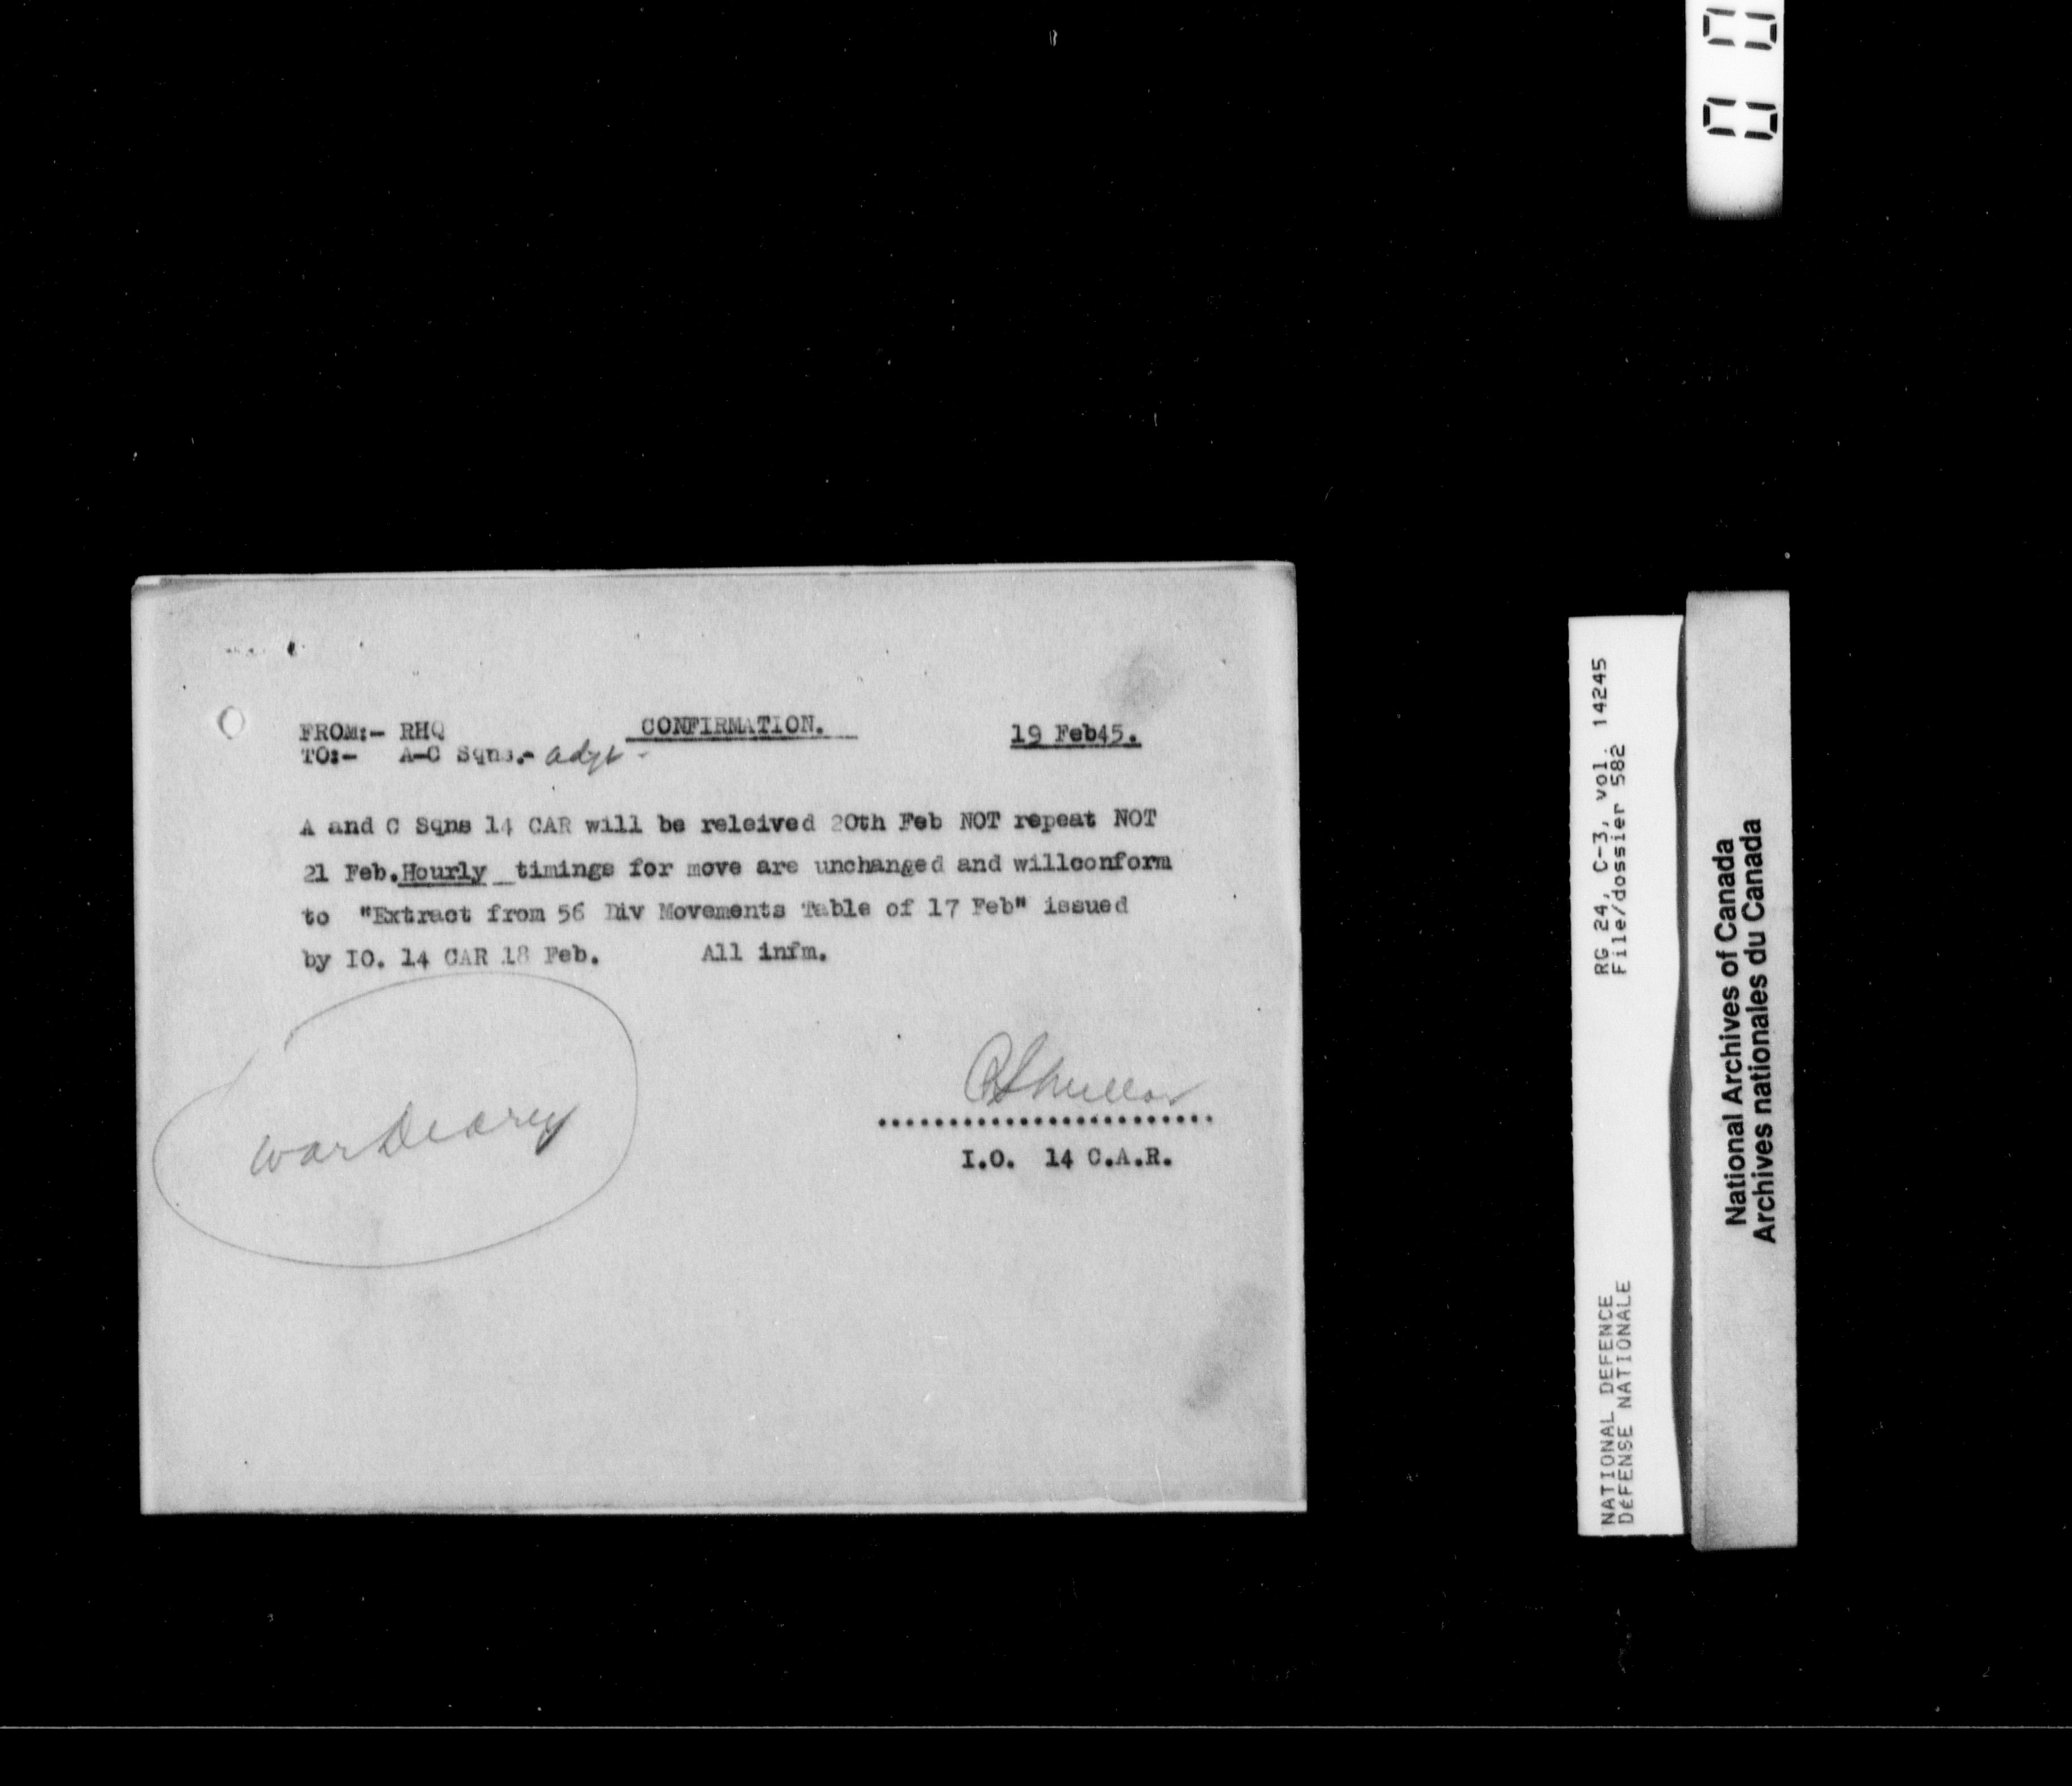 FROM:- RHQ CONFIRMATION. 19 Feb45.
TO:- A-C Sqns.- adjt -
A and C Sqns 14 CAR will be releived 20th Feb NOT repeat NOT
21 Feb.Hourly timings for move are unchanged and willconform
to "Extract from 56 Div Movements Table of 17 Feb" issued
by IO. 14 CAR 18 Feb. All infm.
war Deary
I.O. 14 C.A.R.
RG 24, C-3, vol. 14245
File/dossier 582
NATIONAL DEFENCE
DéFENSE NATIONALE
National Archives of Canada
Archives nationales du Canada